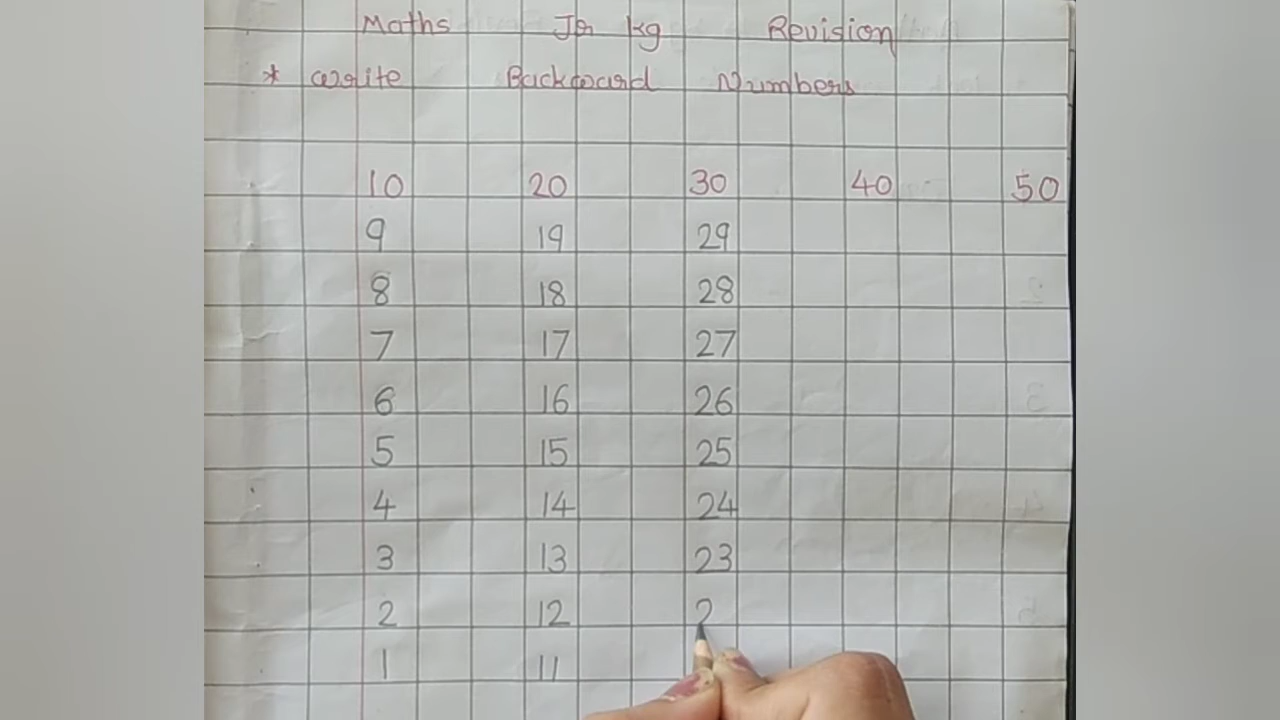 Maths Jr kg Revision
* write Backward Numbers
10 20 30 40 50
9 19 29
8 18 28
7 17 27
6 16 26
5 15 25
4 14 24
3 13 23
2 12 2
1 11